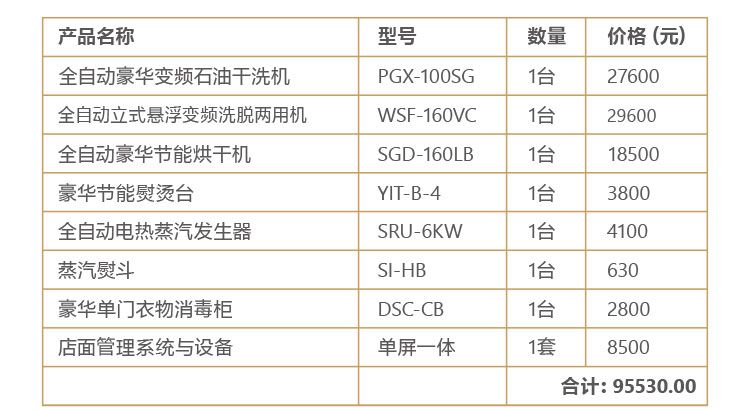 产品名称 型号 数量 价格（元）
全自动豪华变频石油干洗机 PGX-100SG 1台 27600
全自动立式悬浮变频洗脱两用机 WSF-160VC 1台 29600
全自动豪华节能烘干机 SGD-160LB 1台 18500
豪华节能熨烫台 YIT-B-4 1台 3800
全自动电热蒸汽发生器 SRU-6KW 1台 4100
蒸汽熨斗 SI-HB 1台 630
豪华单门衣物消毒柜 DSC-CB 1台 2800
店面管理系统与设备 单屏一体 1套 8500
合计: 95530.00